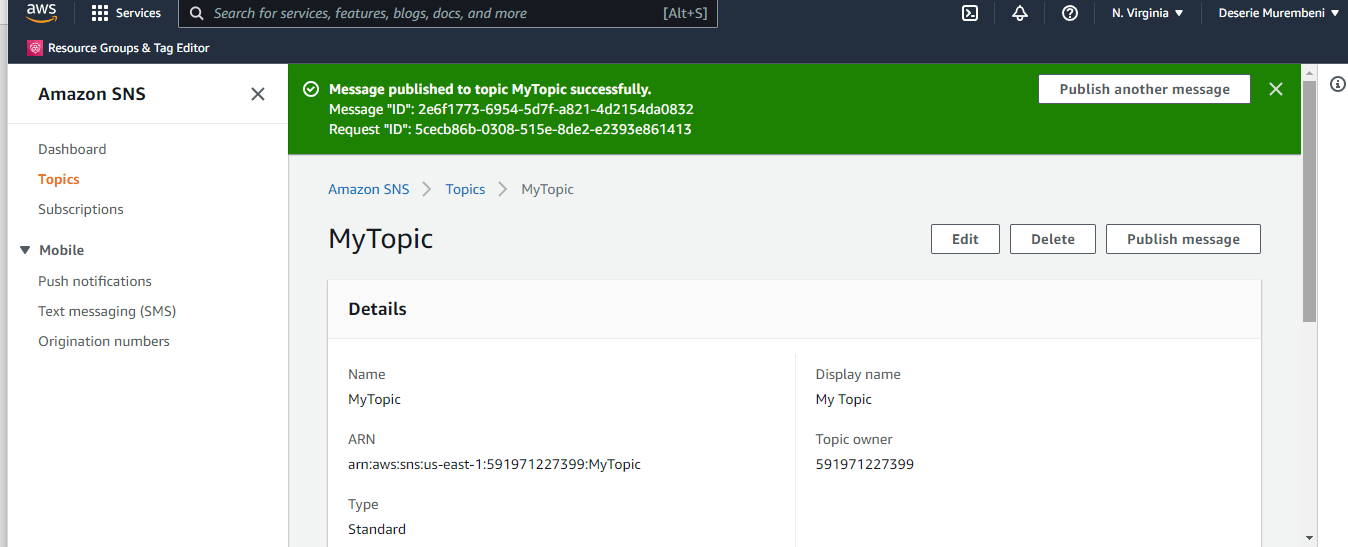 aws
Services
Search for services, features, blogs, docs, and more
[Alt+S]
N. Virginia
Deserie Murembeni
Resource Groups & Tag Editor
Amazon SNS
Dashboard
Topics
Subscriptions
Mobile
Push notifications
Text messaging (SMS)
Origination numbers
Message published to topic MyTopic successfully.
Message "ID": 2e6f1773-6954-5d7f-a821-4d2154da0832
Request "ID": 5cecb86b-0308-515e-8de2-e2393e861413
Publish another message
Amazon SNS
Topics
MyTopic
MyTopic
Edit
Delete
Publish message
Details
Name
MyTopic
ARN
arn:aws:sns:us-east-1:591971227399:MyTopic
Type
Standard
Display name
My Topic
Topic owner
591971227399